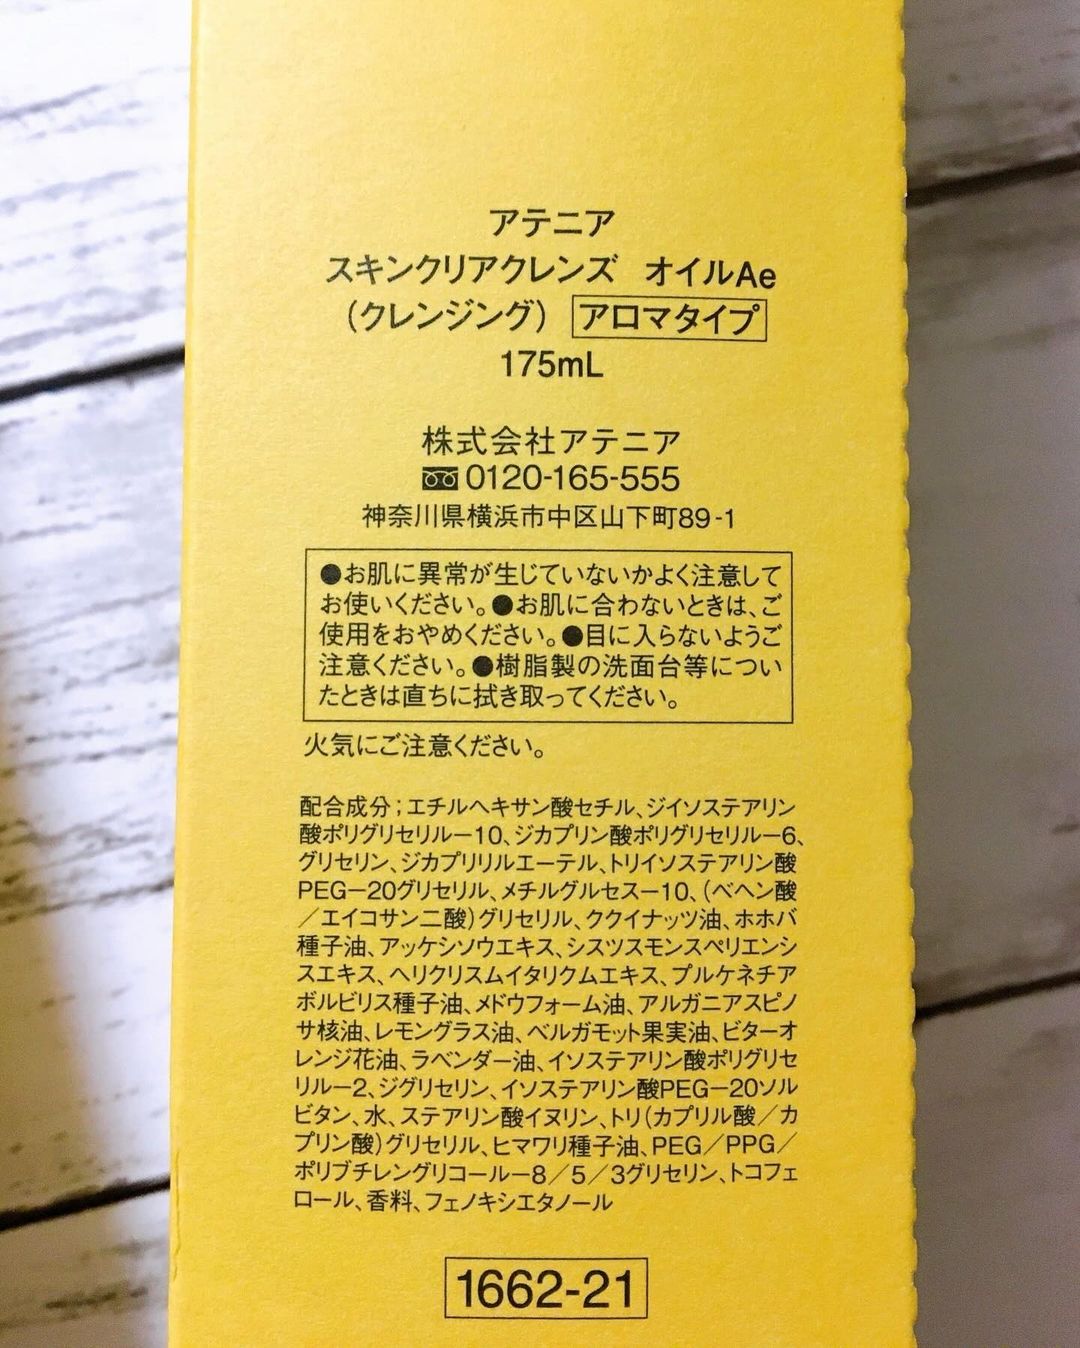 アテニア
スキンクリアクレンズ　オイルAe
（クレンジング） アロマタイプ
175mL
株式会社アテニア
0120-165-555
神奈川県横浜市中区山下町89-1
●お肌に異常が生じていないかよく注意して
お使いください。●お肌に合わないときは、ご
使用をおやめください。●目に入らないようご
注意ください。●樹脂製の洗面台等につい
たときは直ちに拭き取ってください。
火気にご注意ください。
配合成分；エチルヘキサン酸セチル、ジイソステアリン
酸ポリグリセリルー10、ジカプリン酸ポリグリセリルー6、
グリセリン、ジカプリリルエーテル、トリイソステアリン酸
PEGー20グリセリル、メチルグルセスー10、（ベヘン酸
／エイコサン二酸）グリセリル、ククイナッツ油、ホホバ
種子油、アッケシソウエキス、シスツスモンスペリエンシ
スエキス、ヘリクリスムイタリクムエキス、プルケネチア
ボルビリス種子油、メドウフォーム油、アルガニアスピノ
サ核油、レモングラス油、ベルガモット果実油、ビターオ
レンジ花油、ラベンダー油、イソステアリン酸ポリグリセ
リルー2、ジグリセリン、イソステアリン酸PEGー20ソル
ビタン、水、ステアリン酸イヌリン、トリ（カプリル酸／カ
プリン酸）グリセリル、ヒマワリ種子油、PEG／PPG／
ポリブチレングリコールー8／5／3グリセリン、トコフェ
ロール、香料、フェノキシエタノール
1662-21